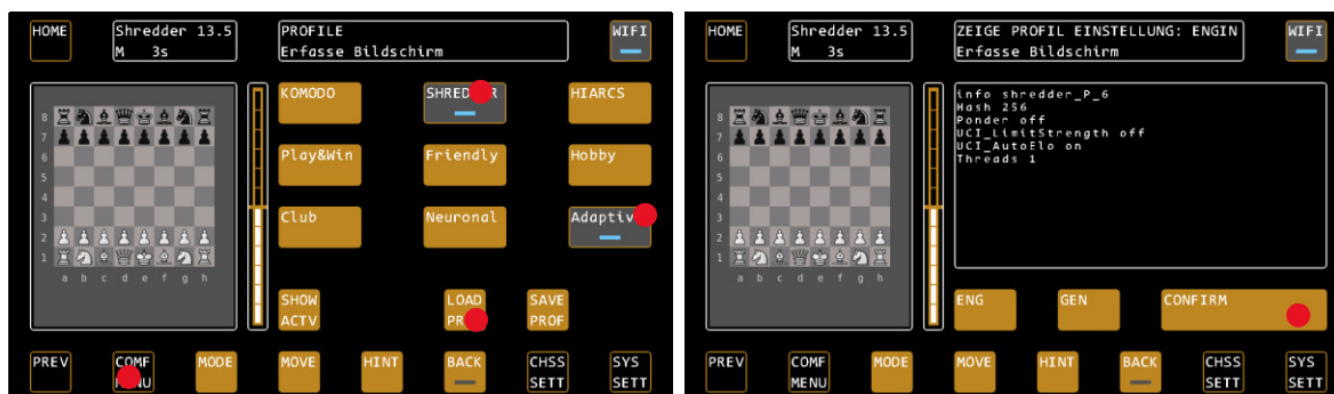 HOME
Shredder 13.5
M 3s
PROFILE
Erfasse Bildschirm
WIFI
8
7
6
5
4
3
2
1
a b c d e f g h
KOMODO
HIARCS
Play&Win
Friendly
Hobby
Club
Neuronal
Adaptiv
SHOW
ACTV
LOAD
SAVE
PROF
PREV
COMF
MODE
MOVE
HINT
BACK
CHSS
SETT
SYS
SETT
HOME
Shredder 13.5
M 3s
ZEIGE PROFIL EINSTELLUNG: ENGIN
Erfasse Bildschirm
WIFI
8
7
6
5
4
3
2
1
a b c d e f g h
info shredder_P_6
Hash 256
Ponder off
UCI_LimitStrength off
UCI_AutoElo on
Threads 1
ENG
GEN
CONFIRM
PREV
COMF
MENU
MODE
MOVE
HINT
BACK
CHSS
SETT
SYS
SETT